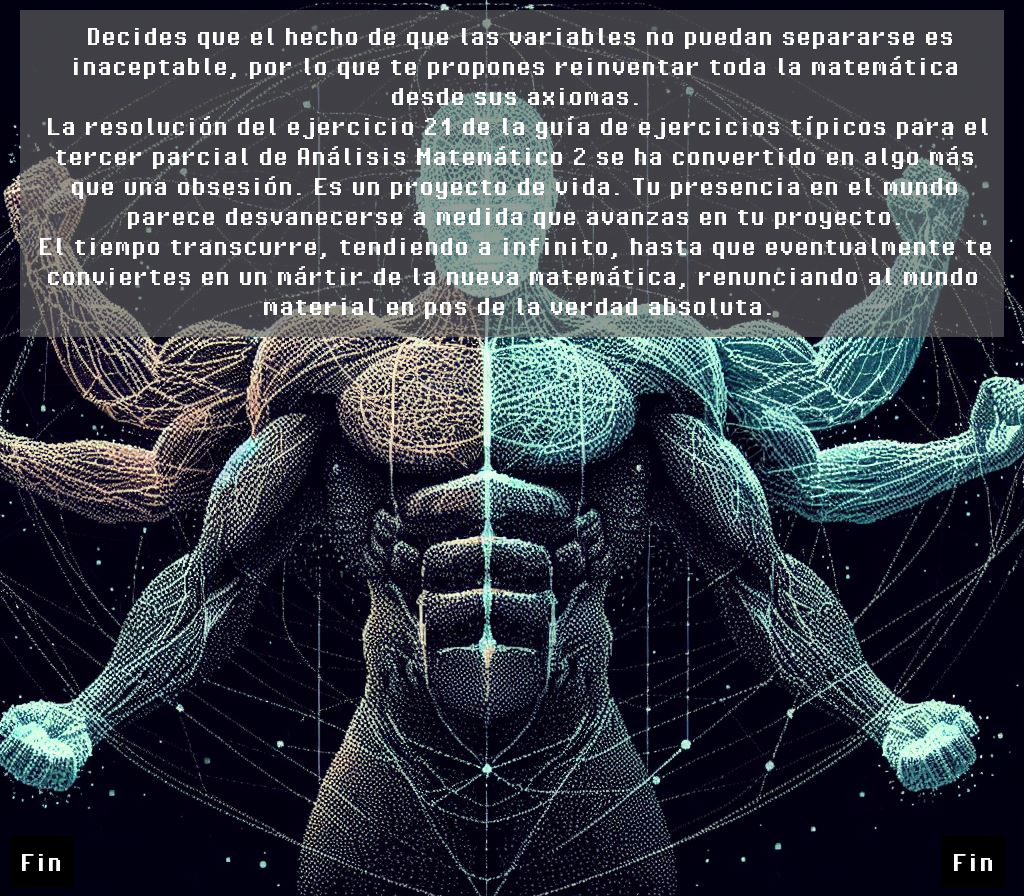 Decides que el hecho de que las variables no puedan separarse es
inaceptable, por lo que te propones reinventar toda la matemática
desde sus axiomas.
La resolución del ejercicio 21 de la guía de ejercicios típicos para el
tercer parcial de Análisis Matemático 2 se ha convertido en algo más
que una obsesión. Es un proyecto de vida. Tu presencia en el mundo
parece desvanecerse a medida que avanzas en tu proyecto.
El tiempo transcurre, tendiendo a infinito, hasta que eventualmente te
conviertes en un mártir de la nueva matemática, renunciando al mundo
material en pos de la verdad absoluta.
Fin
Fin